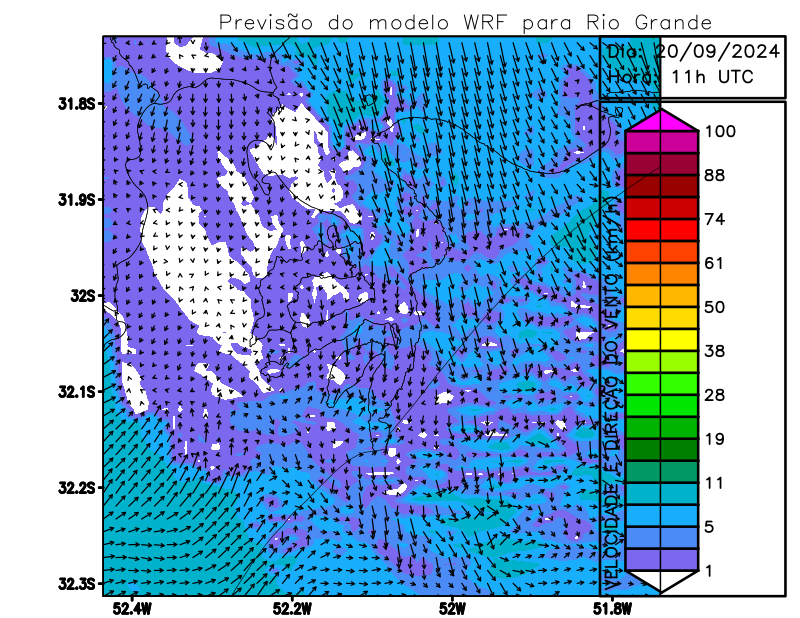 Previsão do modelo WRF para Rio Grande
Dia: 20/09/2024
Hora: 11h UTC
31.8S
31.9S
32S
32.1S
32.2S
32.3S
52.4W
52.2W
52W
51.8W
VELOCIDADE E DIREÇÃO DO VENTO (km/h)
100
88
74
61
50
38
28
19
11
5
1